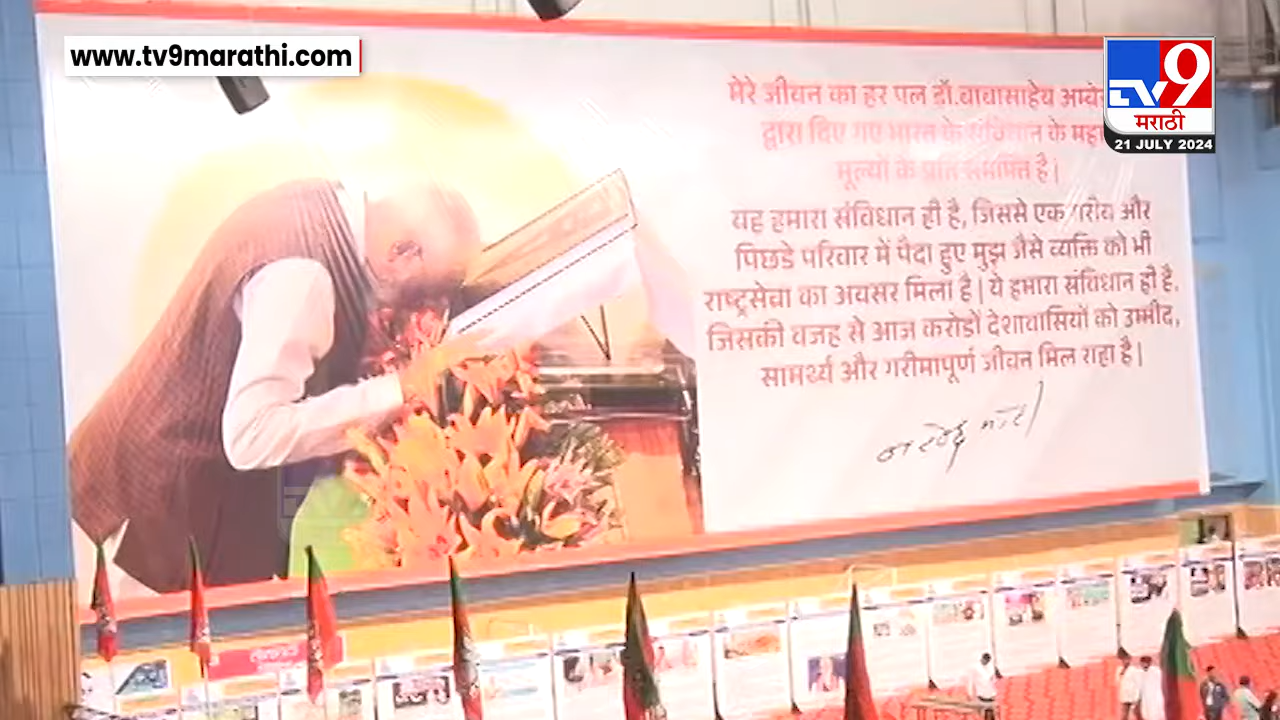 www.tv9marathi.com
TV9
मराठी
21 JULY 2024
मेरे जीवन का हर पल डॉ.बाबासाहेब
द्वारा दिए गए भारत के संविधान के
मूल्यों के प्रति समर्पित है।
यह हमारा संविधान ही है, जिससे एक गरीब और
पिछडे परिवार में पैदा हुए मुझ जैसे व्यक्ति को भी
राष्ट्रसेवा का अवसर मिला है| ये हमारा संविधान ही है,
जिसकी वजह से आज करोडों देशवासियों को उम्मीद,
सामर्थ्य और गरीमापूर्ण जीवन मिल राहा है|
नरेन्द्र मोदी